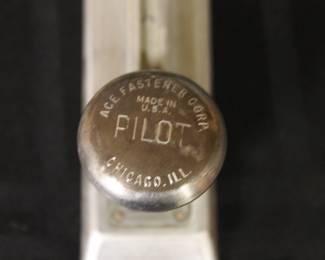 ACE FASTENER CORP.
MADE IN
U.S.A.
PILOT
CHICAGO, ILL.